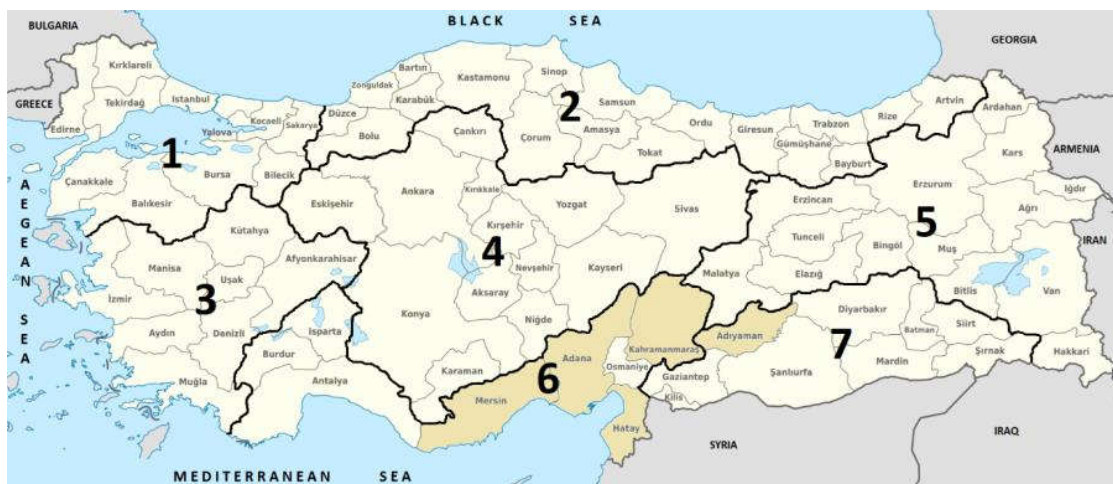 BULGARIA
BLACK SEA
GEORGIA
Kırklareli
Bartın
Kastamonu
Sinop
Zonguldak
Karabük
Artvin
Ardahan
GREECE
Tekirdağ
Istanbul
Kocaeli
Düzce
2
Samsun
Edirne
Yalova
Sakarya
Bolu
Çankırı
Çorum
Amasya
Ordu
Giresun
Trabzon
Rize
Gümüşhane
Kars
ARMENIA
1
Tokat
Bayburt
Çanakkale
Bursa
Bilecik
Ankara
Kırıkkale
Erzurum
Iğdır
Balıkesir
Eskişehir
Yozgat
Sivas
Erzincan
5
Ağrı
AEGEAN SEA
Kütahya
Kırşehir
Tunceli
Bingöl
Muş
IRAN
Manisa
Uşak
Afyonkarahisar
4
Nevşehir
Kayseri
Malatya
Elazığ
İzmir
3
Aksaray
Bitlis
Van
Konya
Diyarbakır
Aydın
Denizli
Isparta
Niğde
Adıyaman
Batman
Siirt
Burdur
Adana
Kahramanmaraş
7
Mardin
Şırnak
Hakkari
Muğla
Antalya
Karaman
6
Osmaniye
Gaziantep
Şanlıurfa
Mersin
Kilis
Hatay
SYRIA
IRAQ
MEDITERRANEAN SEA